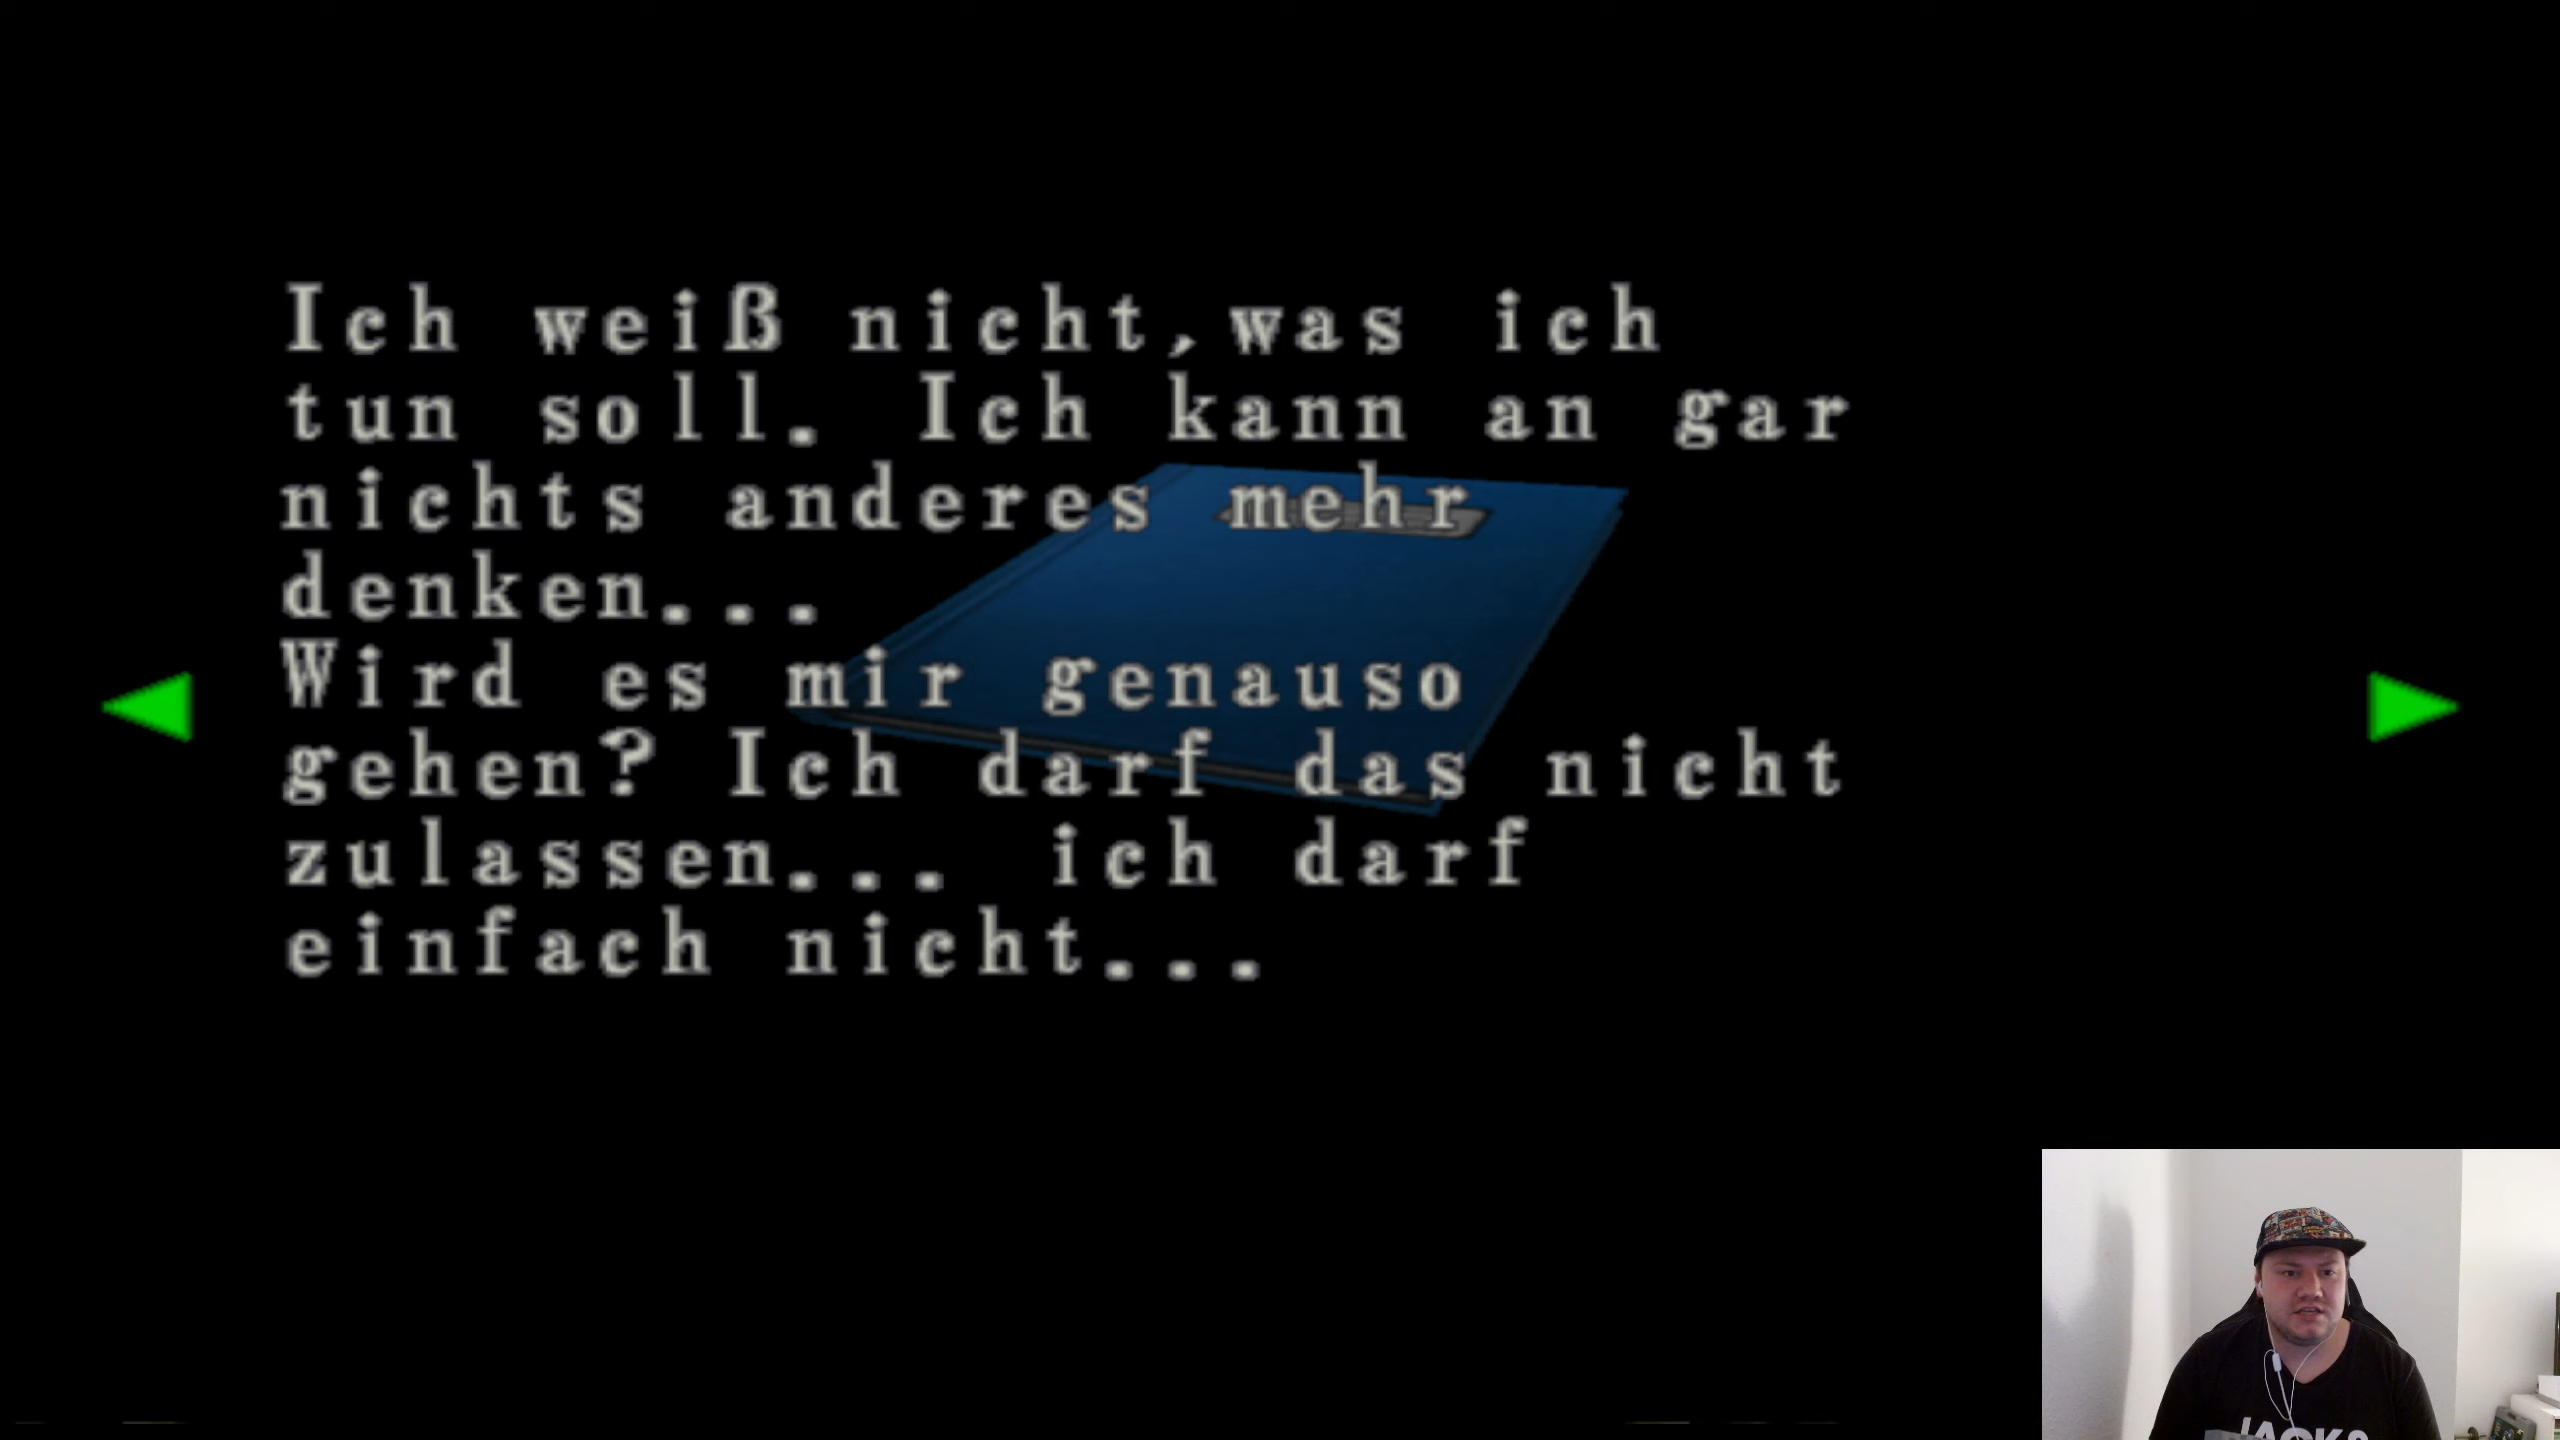 Ich weiß nicht,was ich
tun soll. Ich kann an gar
nichts anderes mehr
denken...
Wird es mir genauso
gehen? Ich darf das nicht
zulassen... ich darf
einfach nicht...